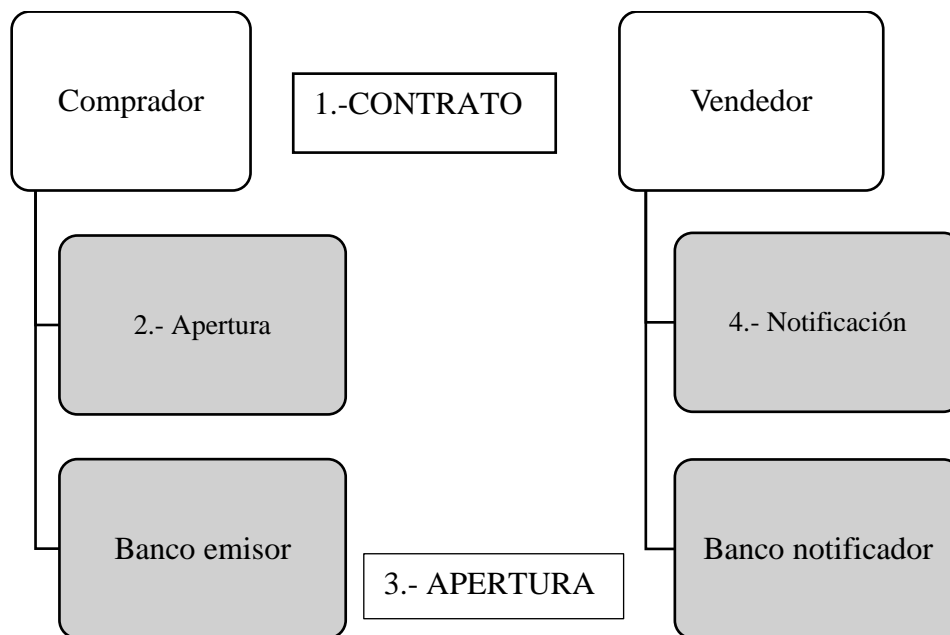 Comprador
1.-CONTRATO
Vendedor
2.- Apertura
4.- Notificación
Banco emisor
3.- APERTURA
Banco notificador